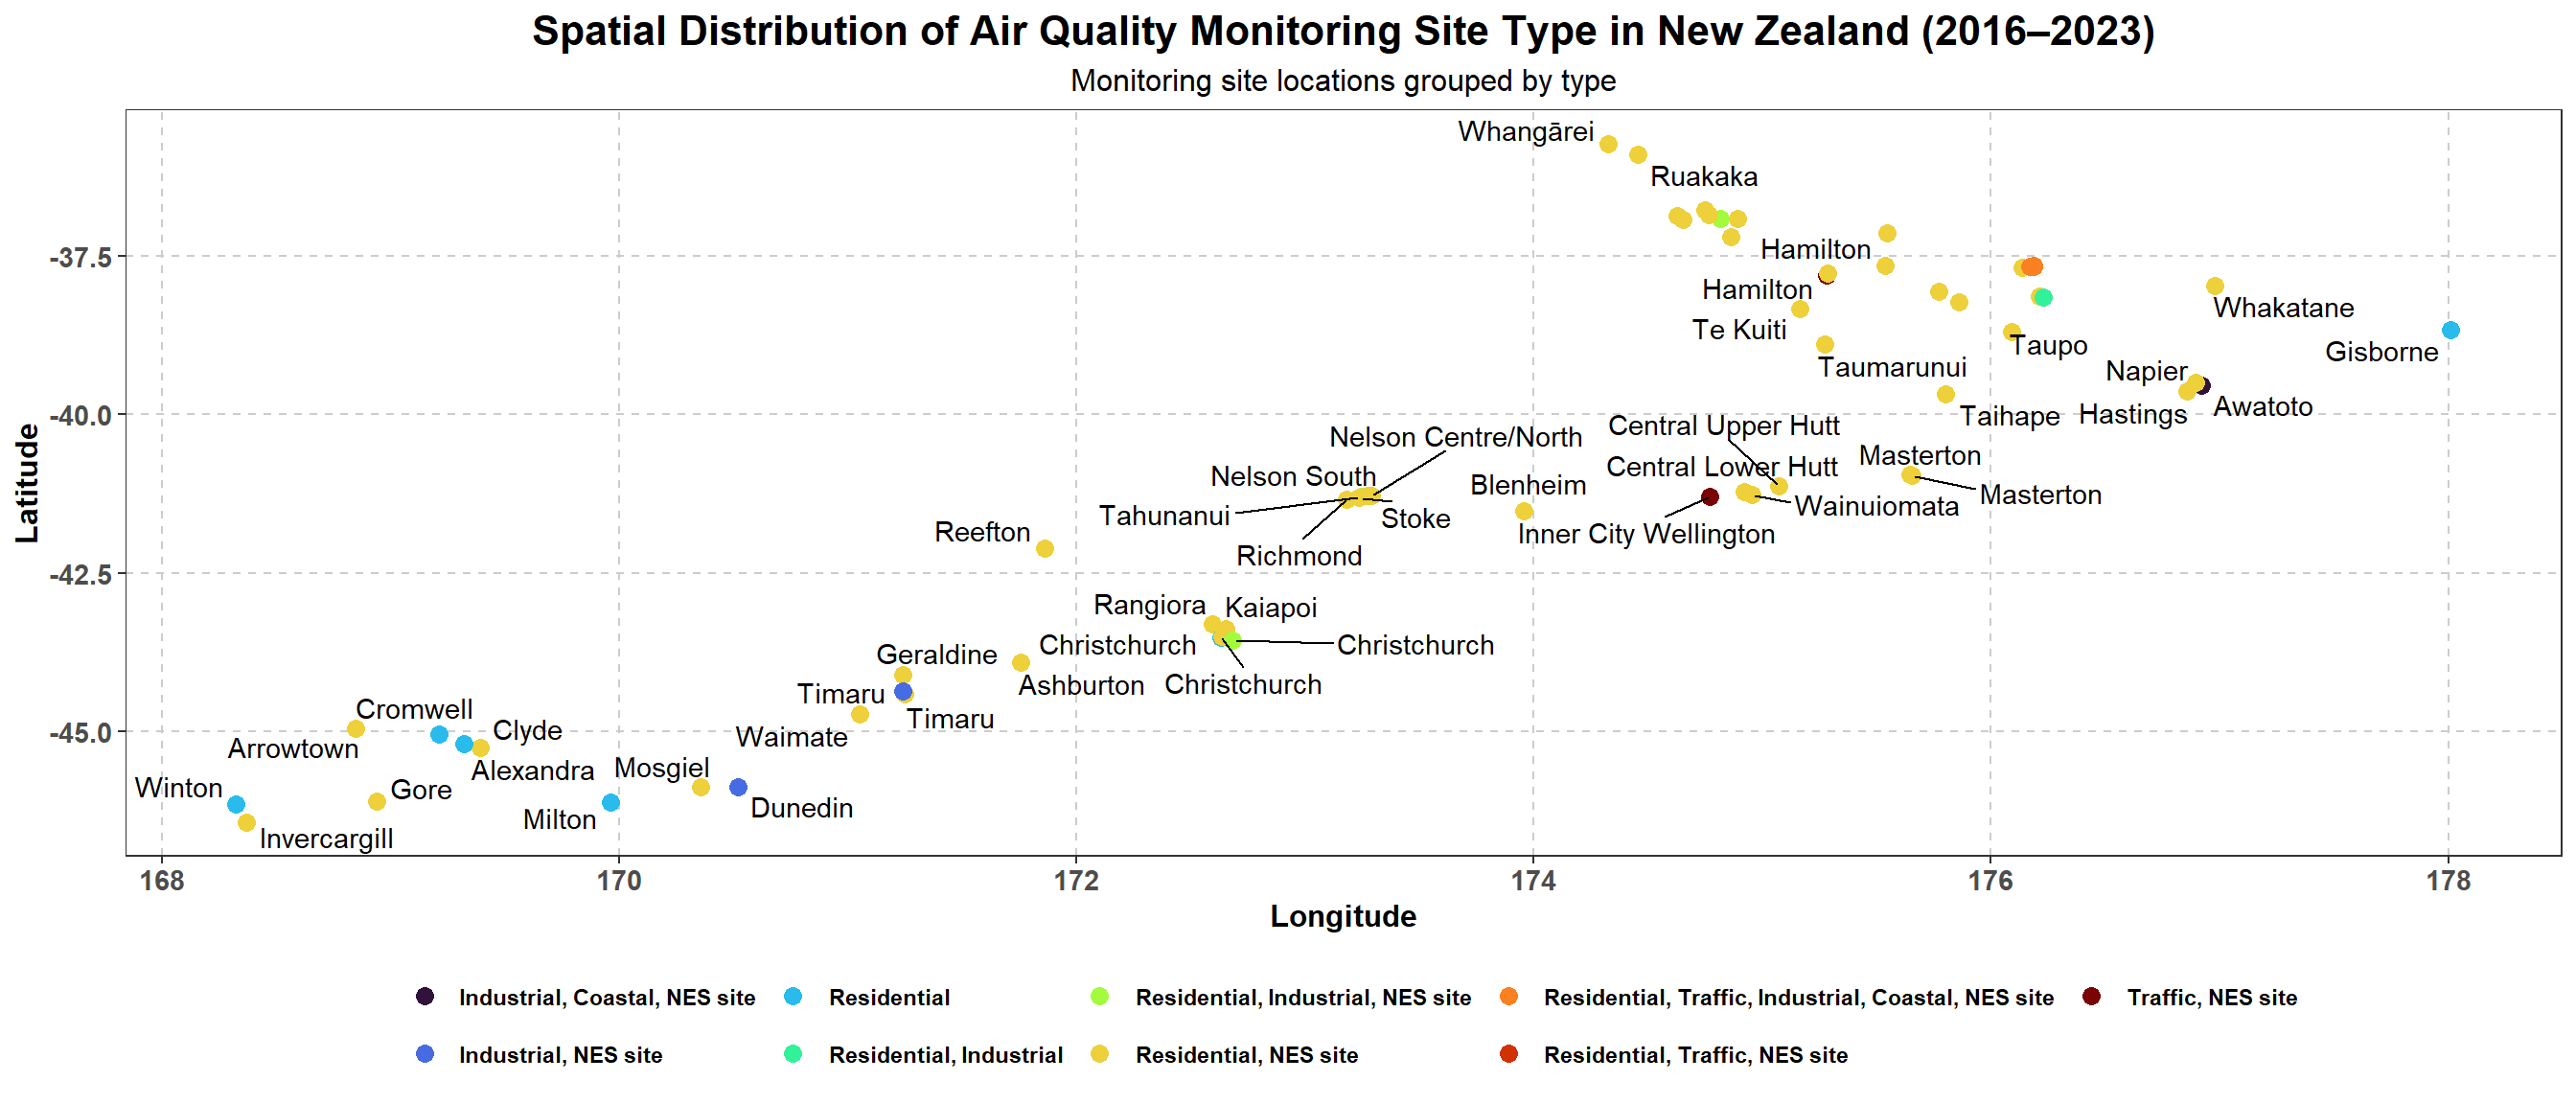 Spatial Distribution of Air Quality Monitoring Site Type in New Zealand (2016–2023)
Monitoring site locations grouped by type
Whangārei
Ruakaka
Hamilton
-37.5
Hamilton
Whakatane
Te Kuiti
Taupo
Gisborne
Taumarunui
Napier
Awatoto
-40.0
Taihape
Hastings
Central Upper Hutt
Nelson Centre/North
Masterton
Central Lower Hutt
Nelson South
Blenheim
Masterton
Wainuiomata
Tahunanui
Stoke
Reefton
Inner City Wellington
Richmond
-42.5
Rangiora
Kaiapoi
Christchurch
Christchurch
Geraldine
Ashburton
Christchurch
Timaru
Cromwell
Timaru
Clyde
-45.0
Waimate
Arrowtown
Mosgiel
Alexandra
Winton
Gore
Dunedin
Milton
Invercargill
Latitude
168 170 172 174 176 178
Longitude
Industrial, Coastal, NES site
Residential
Residential, Industrial, NES site
Residential, Traffic, Industrial, Coastal, NES site
Traffic, NES site
Industrial, NES site
Residential, Industrial
Residential, NES site
Residential, Traffic, NES site